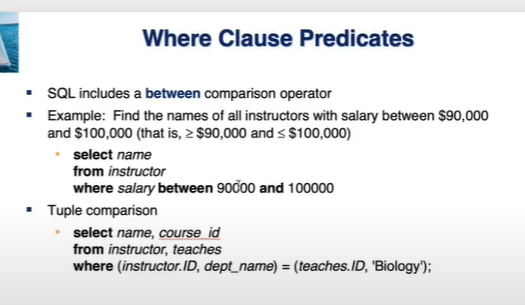 Where Clause Predicates
SQL includes a between comparison operator
Example: Find the names of all instructors with salary between $90,000
and $100,000 (that is, ≥ $90,000 and ≤ $100,000)
select name
from instructor
where salary between 90000 and 100000
Tuple comparison
select name, course_id
from instructor, teaches
where (instructor.ID, dept_name) = (teaches.ID, 'Biology');